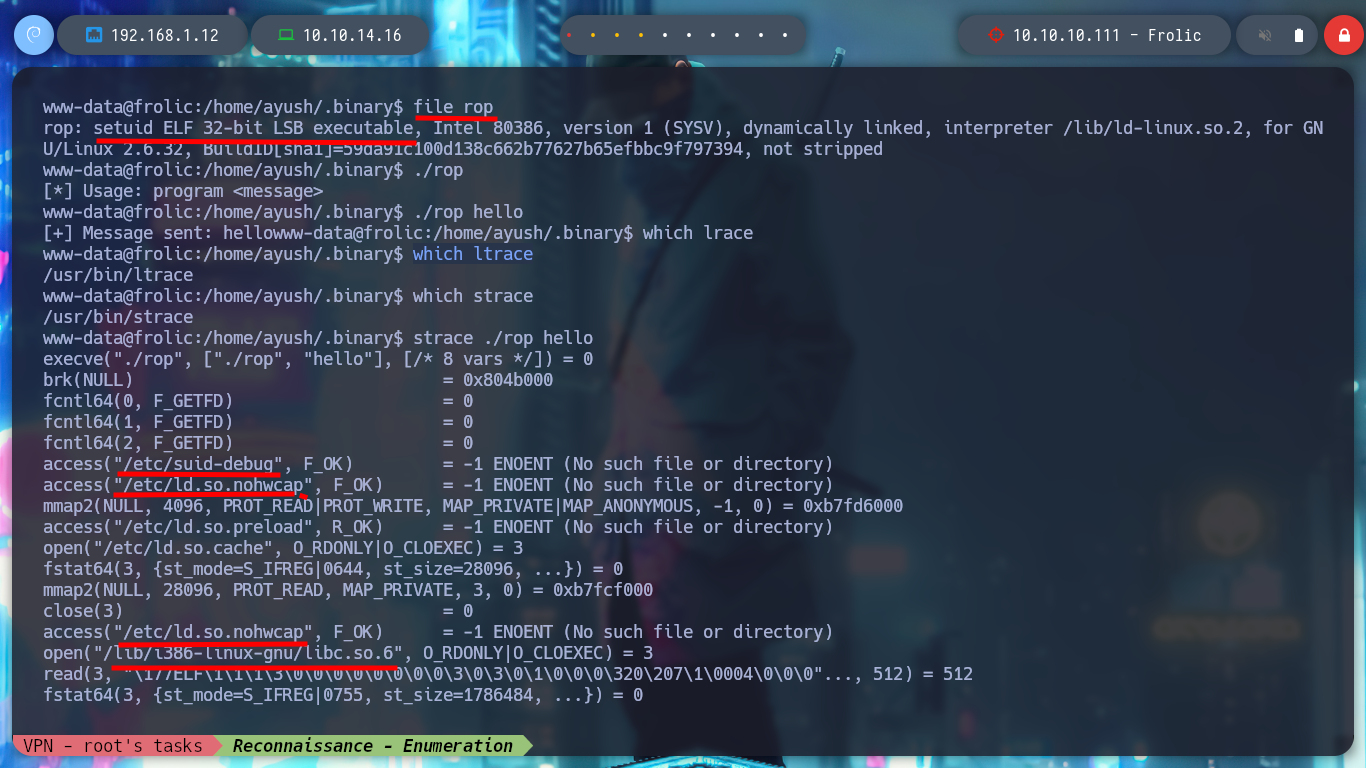 192.168.1.12
10.10.14.16
10.10.10.111 - Frolic
www-data@frolic:/home/ayush/.binary$ file rop
rop: setuid ELF 32-bit LSB executable, Intel 80386, version 1 (SYSV), dynamically linked, interpreter /lib/ld-linux.so.2, for GN
U/Linux 2.6.32, BuildID[sha1]=59da91c100d138c662b77627b65efbbc9f797394, not stripped
www-data@frolic:/home/ayush/.binary$ ./rop
[*] Usage: program <message>
www-data@frolic:/home/ayush/.binary$ ./rop hello
[+] Message sent: hellowww-data@frolic:/home/ayush/.binary$ which lrace
www-data@frolic:/home/ayush/.binary$ which ltrace
/usr/bin/ltrace
www-data@frolic:/home/ayush/.binary$ which strace
/usr/bin/strace
www-data@frolic:/home/ayush/.binary$ strace ./rop hello
execve("./rop", ["./rop", "hello"], [/* 8 vars */]) = 0
brk(NULL)                               = 0x804b000
fcntl64(0, F_GETFD)                     = 0
fcntl64(1, F_GETFD)                     = 0
fcntl64(2, F_GETFD)                     = 0
access("/etc/suid-debug", F_OK)         = -1 ENOENT (No such file or directory)
access("/etc/ld.so.nohwcap", F_OK)      = -1 ENOENT (No such file or directory)
mmap2(NULL, 4096, PROT_READ|PROT_WRITE, MAP_PRIVATE|MAP_ANONYMOUS, -1, 0) = 0xb7fd6000
access("/etc/ld.so.preload", R_OK)      = -1 ENOENT (No such file or directory)
open("/etc/ld.so.cache", O_RDONLY|O_CLOEXEC) = 3
fstat64(3, {st_mode=S_IFREG|0644, st_size=28096, ...}) = 0
mmap2(NULL, 28096, PROT_READ, MAP_PRIVATE, 3, 0) = 0xb7fcf000
close(3)                                = 0
access("/etc/ld.so.nohwcap", F_OK)      = -1 ENOENT (No such file or directory)
open("/lib/i386-linux-gnu/libc.so.6", O_RDONLY|O_CLOEXEC) = 3
read(3, "\177ELF\1\1\1\3\0\0\0\0\0\0\0\0\3\0\3\0\1\0\0\0\320\207\1\0004\0\0\0"..., 512) = 512
fstat64(3, {st_mode=S_IFREG|0755, st_size=1786484, ...}) = 0
VPN - root's tasks
Reconnaissance - Enumeration